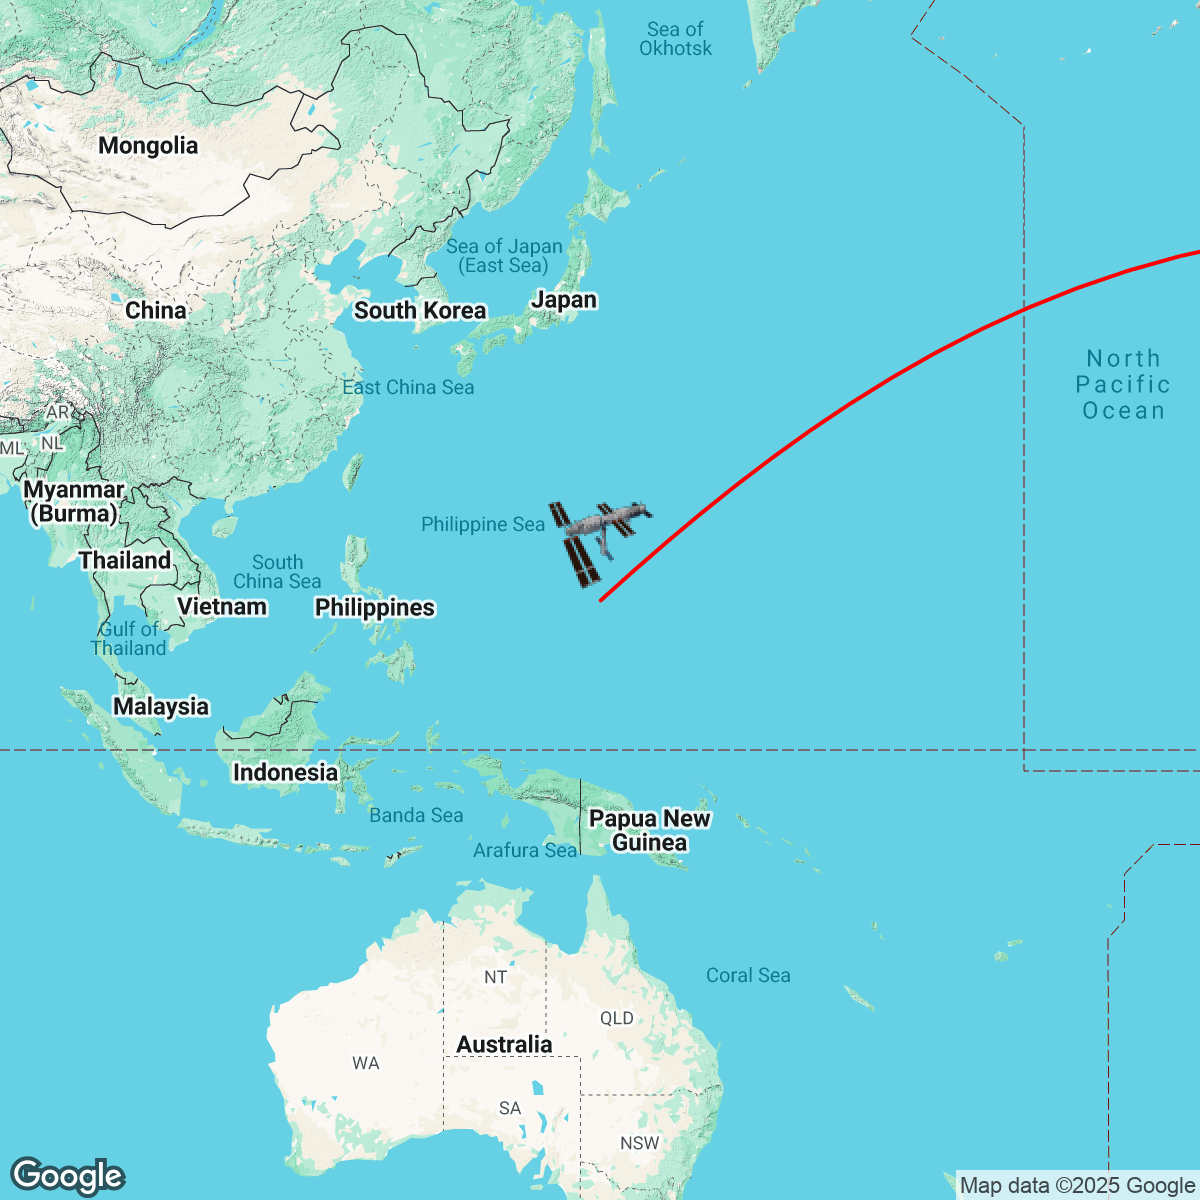 Sea of
Okhotsk
Mongolia
Sea of Japan
(East Sea)
Japan
China
South Korea
North
Pacific
Ocean
East China Sea
AR
NL
ML
Myanmar
(Burma)
Philippine Sea
Thailand
South
China Sea
Vietnam
Philippines
Gulf of
Thailand
Malaysia
Indonesia
Banda Sea
Papua New
Guinea
Arafura Sea
Coral Sea
NT
QLD
Australia
WA
SA
NSW
Google
Map data ©2025 Google